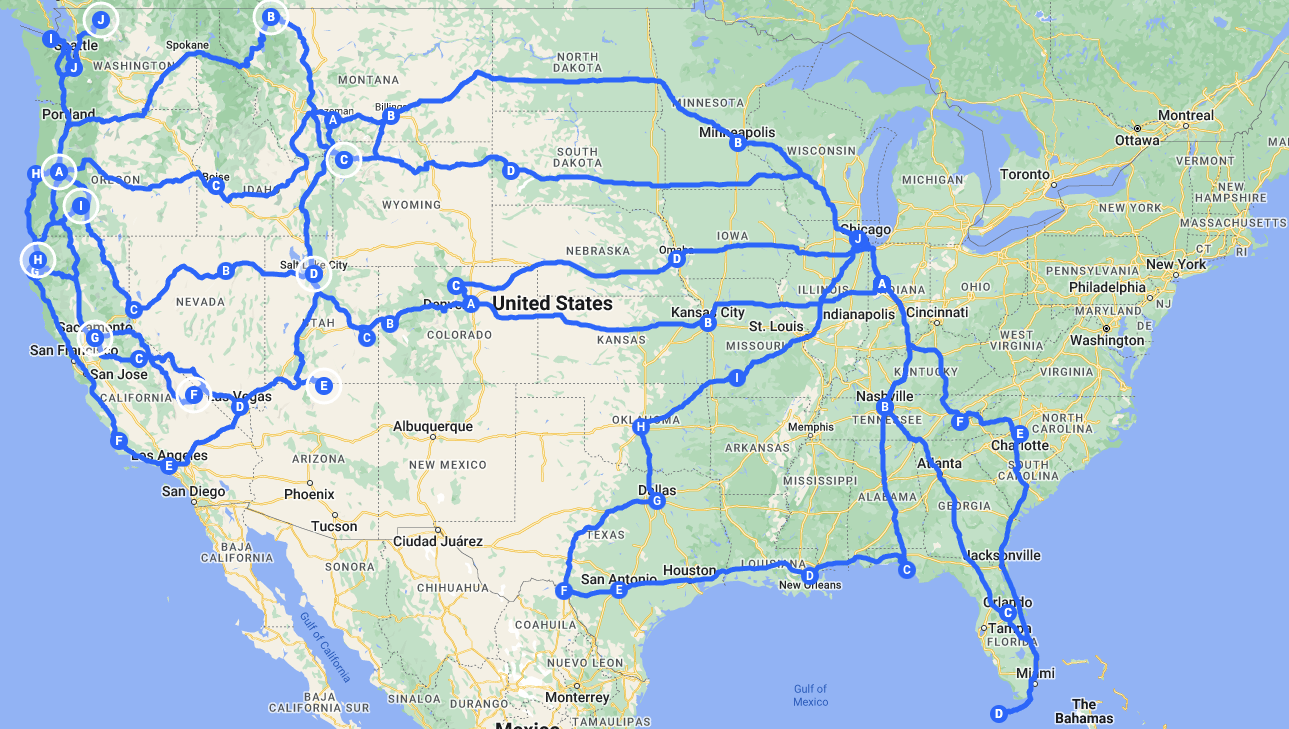 J
B
I
Seattle
Spokane
WASHINGTON
J
NORTH
DAKOTA
MONTANA
Portland
Bozeman
A
Billings
B
MINNESOTA
Minneapolis
B
Montreal
Ottawa
C
SOUTH
DAKOTA
D
WISCONSIN
VERMONT
H
A
OREGON
Boise
C
IDAHO
MICHIGAN
Toronto
NEW
HAMPSHIRE
I
WYOMING
NEW YORK
MASSACHUSETTS
Chicago
J
IOWA
CT
RI
H
G
B
Salt Lake City
D
NEBRASKA
Omaha
D
PENNSYLVANIA
New York
C
NEVADA
C
Denver
A
United States
ILLINOIS
A
INDIANA
OHIO
Philadelphia
NJ
Sacramento
G
UTAH
B
C
COLORADO
KANSAS
Kansas City
B
St. Louis
Indianapolis
Cincinnati
MARYLAND
DE
San Francisco
C
MISSOURI
WEST
VIRGINIA
Washington
San Jose
KENTUCKY
VIRGINIA
CALIFORNIA
F
Las Vegas
D
E
I
Nashville
B
TENNESSEE
F
NORTH
CAROLINA
E
Charlotte
F
Albuquerque
OKLAHOMA
H
Memphis
ARKANSAS
Los Angeles
E
ARIZONA
NEW MEXICO
Atlanta
SOUTH
CAROLINA
San Diego
Phoenix
Dallas
G
MISSISSIPPI
ALABAMA
GEORGIA
Tucson
Ciudad Juárez
TEXAS
BAJA
CALIFORNIA
SONORA
Jacksonville
CHIHUAHUA
San Antonio
F
E
Houston
LOUISIANA
D
New Orleans
C
Gulf of California
COAHUILA
Orlando
C
Tampa
FLORIDA
NUEVO LEON
Miami
BAJA
CALIFORNIA SUR
SINALOA
DURANGO
Monterrey
Gulf of
Mexico
D
The
Bahamas
TAMAULIPAS
Mexico